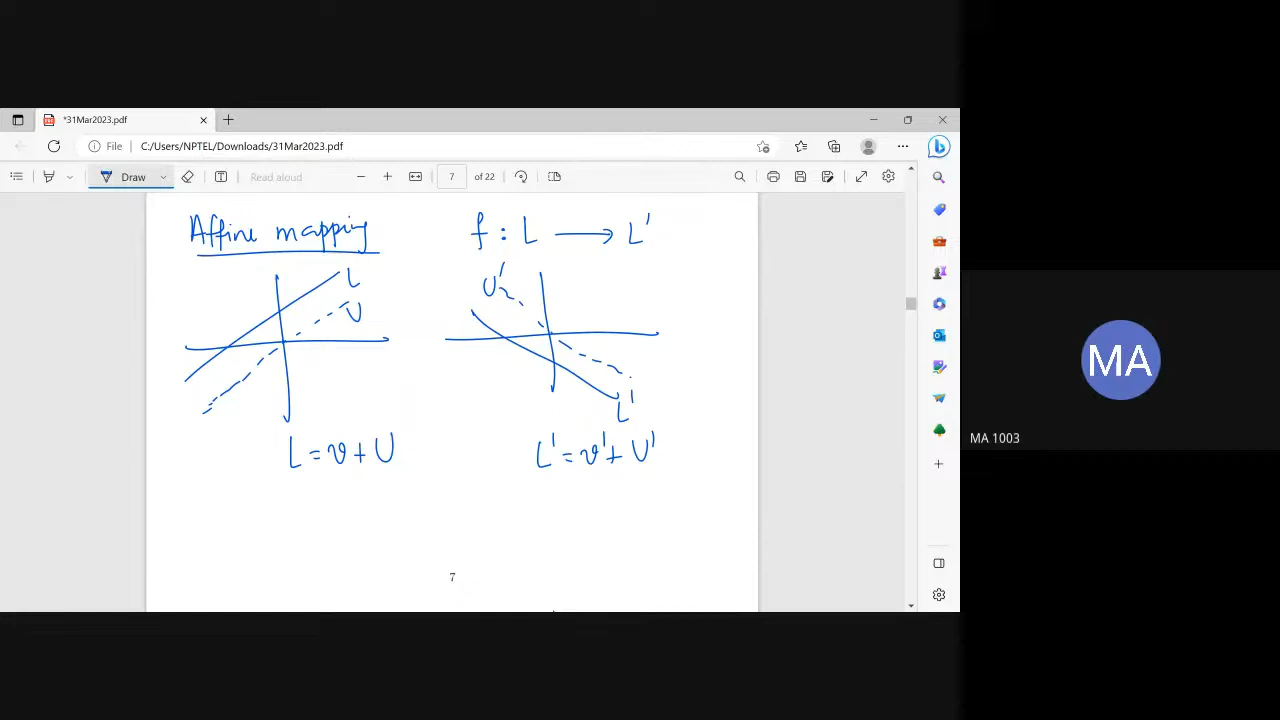 *31Mar2023.pdf
File C:/Users/NPTEL/Downloads/31Mar2023.pdf
Draw Read aloud 7 of 22
Affine mapping f : L ⟶ L'
L
U
U'
L'
L = v + U L' = v' + U'
7
MA
MA 1003